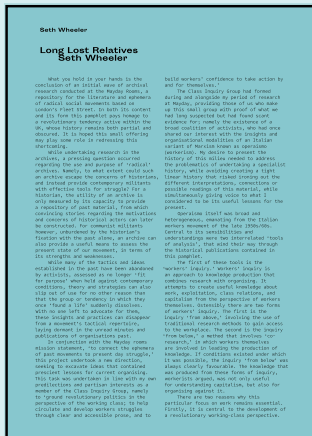 Seth Wheeler
Long Lost Relatives
Seth Wheeler
What you hold in your hands is the
conclusion of an initial wave of archival
research conducted at the Mayday Rooms, a
repository for the literature and ephemera
of radical social movements based on
London's Fleet Street. In both its content
and its form this pamphlet pays homage to
a revolutionary tendency active within the
UK, whose history remains both partial and
obscured. It is hoped this small offering
may play some role in redressing this
shortcoming.
While undertaking research in the
archives, a pressing question occurred
regarding the use and purpose of 'radical'
archives. Namely, to what extent could such
an archive escape the concerns of historians,
and instead provide contemporary militants
with effective tools for struggle? For a
historian, the utility of an archive is
only measured by its capacity to provide
a repository of past material, from which
convincing stories regarding the motivations
and concerns of historical actors can later
be constructed. For communist militants
however, unburdened by the historian's
fixation with the past alone, an archive can
also provide a useful means to assess the
present state of our movement, in terms of
its strengths and weaknesses.
While many of the tactics and ideas
established in the past have been abandoned
by activists, assessed as no longer 'fit
for purpose' when held against contemporary
conditions, theory and strategies can also
slip out of use for no other reason than
that the group or tendency in which they
once 'found a life' suddenly dissolves.
With no one left to advocate for them,
these insights and practices can disappear
from a movement's tactical repertoire,
laying dormant in the unread minutes and
publications of organisations past.
In conjunction with the Mayday rooms
mission statement, 'to connect the ephemera
of past movements to present day struggles,'
this project undertook a new direction,
seeking to excavate ideas that contained
prescient lessons for current organising.
This task was undertaken in line with my own
predilections and partisan interests as a
member of the Class Inquiry Group, namely
to 'ground revolutionary politics in the
perspective of the working class; to help
circulate and develop workers struggles
through clear and accessible prose, and to
build workers' confidence to take action by
and for themselves.'
The Class Inquiry Group had formed
during and alongside my period of research
at Mayday, providing those of us who make
up this small group with proof of what we
had long suspected but had found scant
evidence for; namely the existence of a
broad coalition of activists, who had once
shared our interest with the insights and
organisational modalities of an Italian
variant of Marxism known as operaismo
(workerism). My desire to present the
history of this milieu needed to address
the problematics of undertaking a specialist
history, while avoiding creating a tight
linear history that risked ironing out the
different interpretations, connections or
possible readings of this material, while
simultaneously giving voice to what I
considered to be its useful lessons for the
present.
Operaismo itself was broad and
heterogeneous, emanating from the Italian
workers movement of the late 1950s/60s.
Central to its sensibilities and
understandings were two interrelated 'tools
of analysis', that wind their way through
the historical publications contained in
this pamphlet.
The first of these tools is the
'workers' inquiry.' Workers' inquiry is
an approach to knowledge production that
combines research with organising. It
attempts to create useful knowledge about
work, exploitation, class relations, and
capitalism from the perspective of workers
themselves. Ostensibly there are two forms
of workers' inquiry. The first is the
inquiry 'from above,' involving the use of
traditional research methods to gain access
to the workplace. The second is the inquiry
'from below,' a method that involves 'co-
research,' in which workers themselves
are involved in leading the production of
knowledge. If conditions existed under which
it was possible, the inquiry 'from below' was
always clearly favourable. The knowledge that
was produced from these forms of inquiry,
workerists argued, was not only useful
for understanding capitalism, but also for
organising against it.
There are two reasons why this
particular focus on work remains essential.
Firstly, it is central to the development of
a revolutionary working-class perspective.